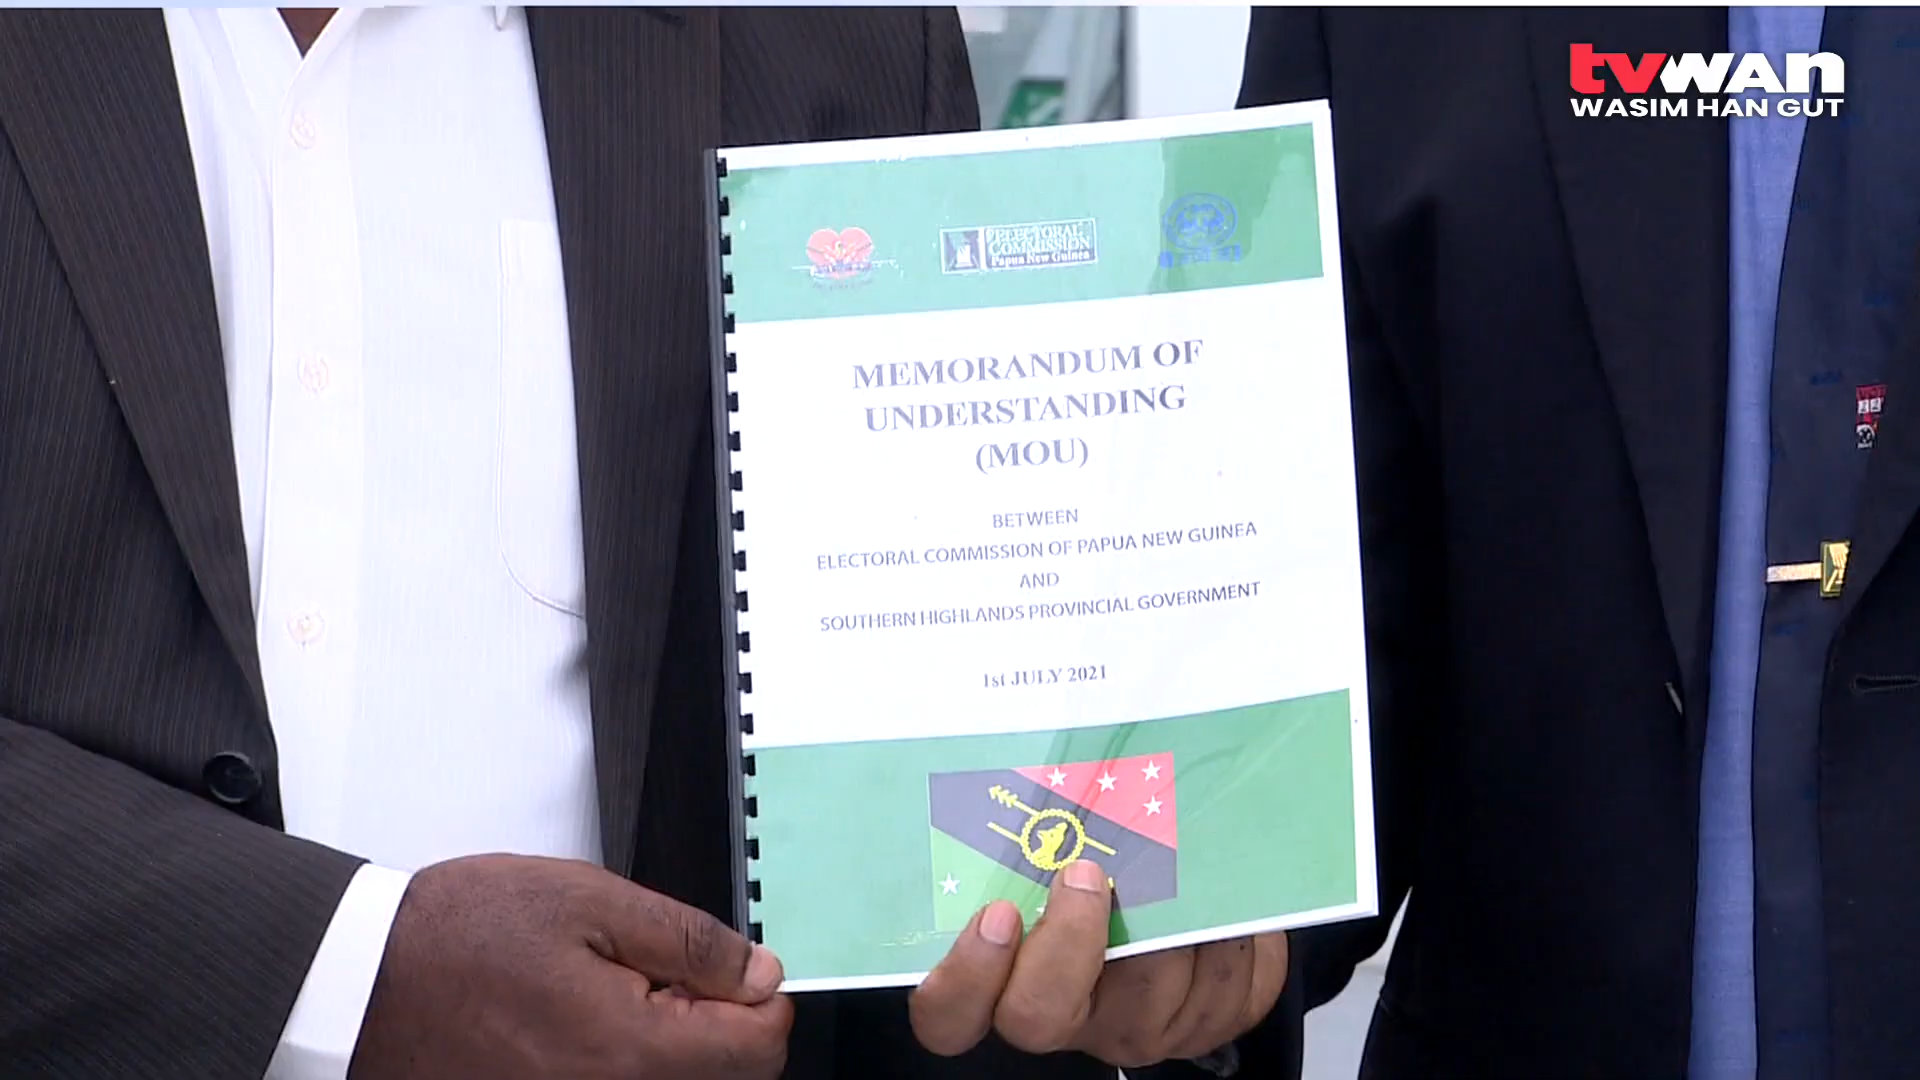 tvwan
WASIM HAN GUT
ELECTORAL
COMMISSION
Papua New Guinea
MEMORANDUM OF
UNDERSTANDING
(MOU)
BETWEEN
ELECTORAL COMMISSION OF PAPUA NEW GUINEA
AND
SOUTHERN HIGHLANDS PROVINCIAL GOVERNMENT
1st JULY 2021